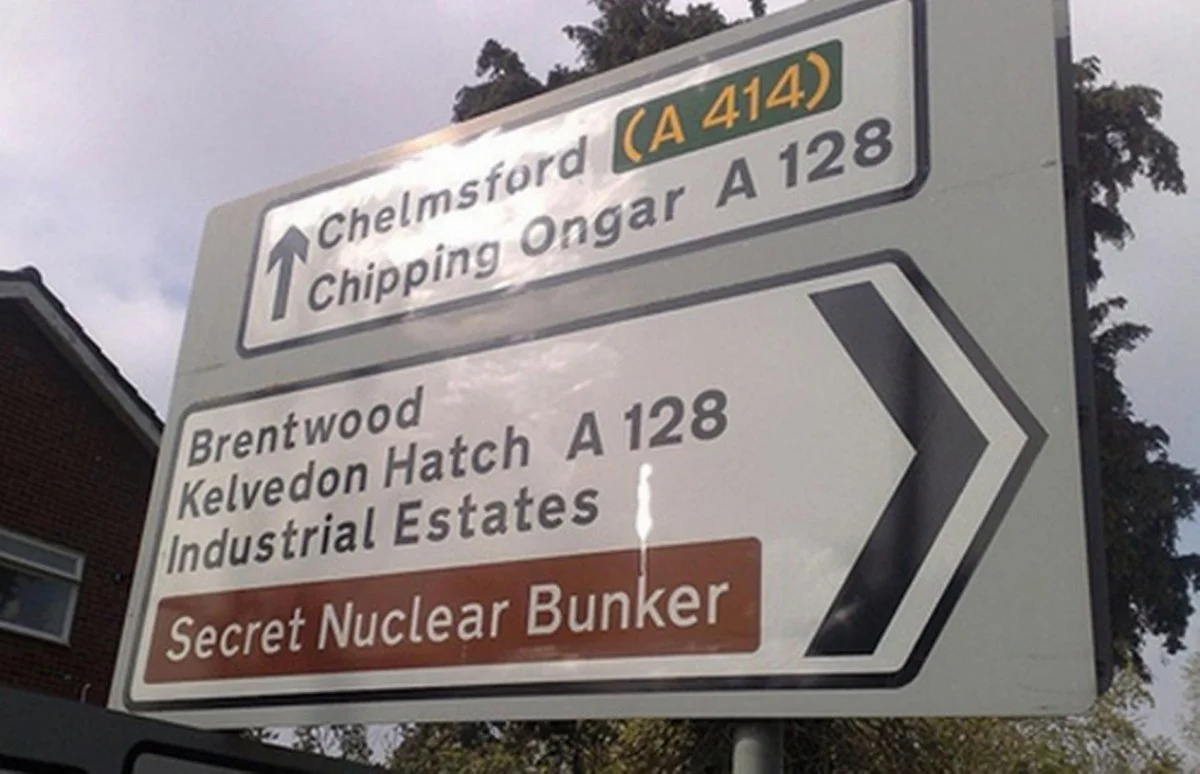 Chelmsford (A 414)
Chipping Ongar A 128
Brentwood
Kelvedon Hatch A 128
Industrial Estates
Secret Nuclear Bunker